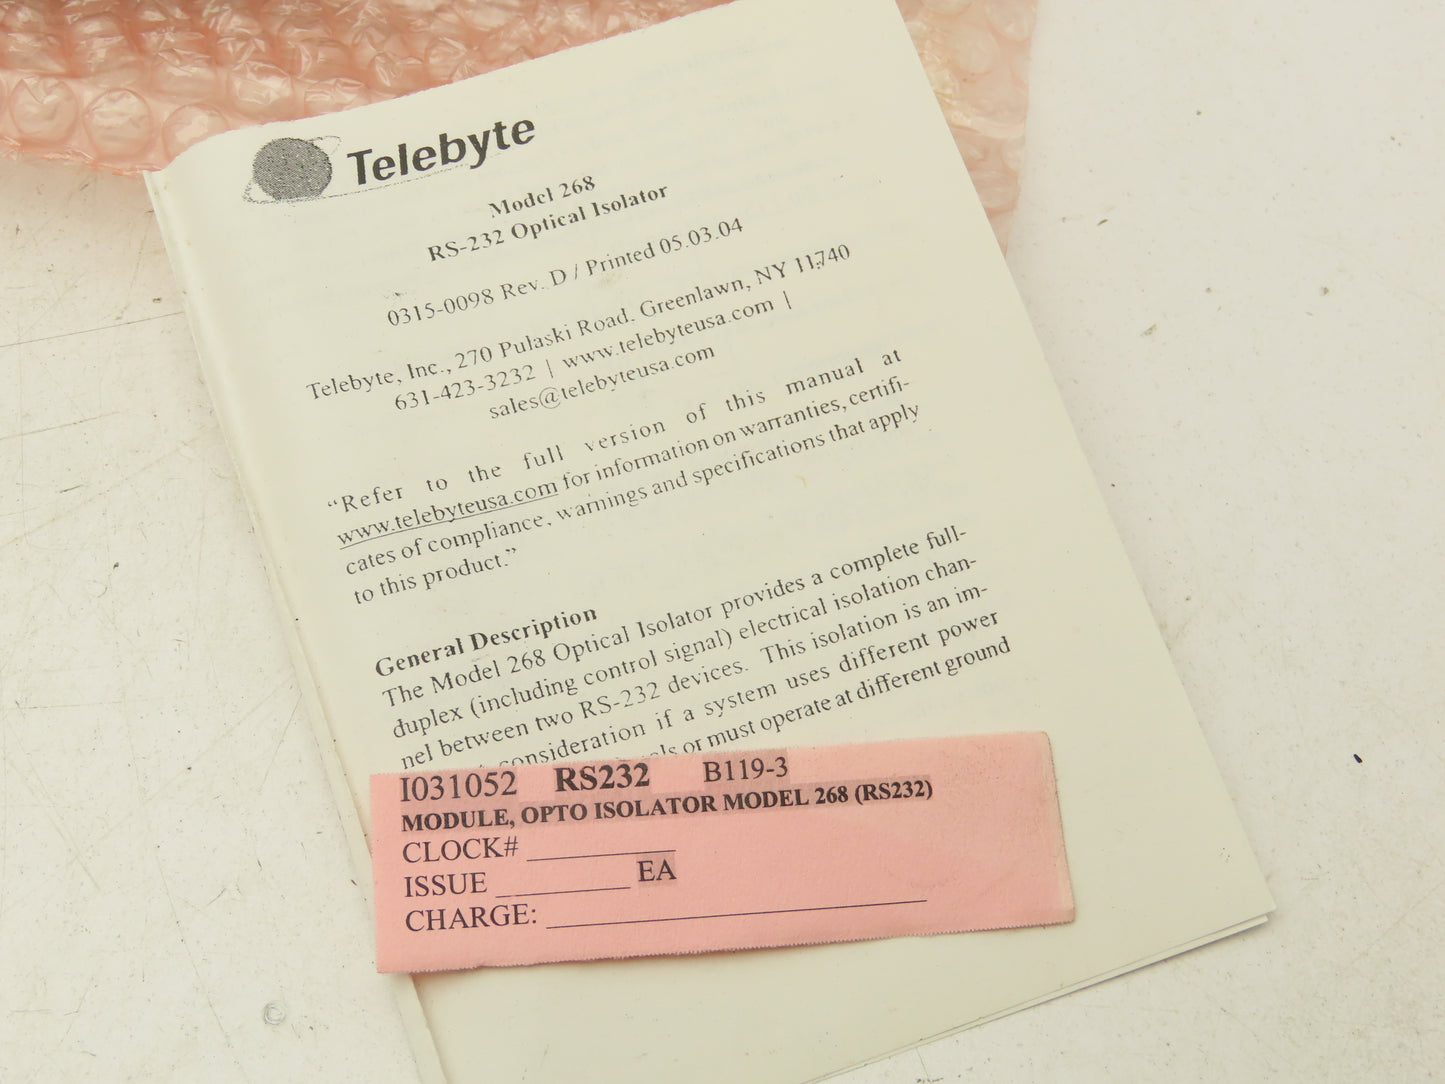 Telebyte
Model 268
RS-232 Optical Isolator
0315-0098 Rev. D / Printed 05.03.04
Telebyte, Inc., 270 Pulaski Road, Greenlawn, NY 11740
631-423-3232 | www.telebyteusa.com |
sales@telebyteusa.com
“Refer to the full version of this manual at
www.telebyteusa.com for information on warranties, certifi-
cates of compliance, warnings and specifications that apply
to this product.”
General Description
The Model 268 Optical Isolator provides a complete full-
duplex (including control signal) electrical isolation chan-
nel between two RS-232 devices. This isolation is an im-
consideration if a system uses different power
or must operate at different ground
I031052 RS232 B119-3
MODULE, OPTO ISOLATOR MODEL 268 (RS232)
CLOCK# __________
ISSUE _________ EA
CHARGE: _________________________